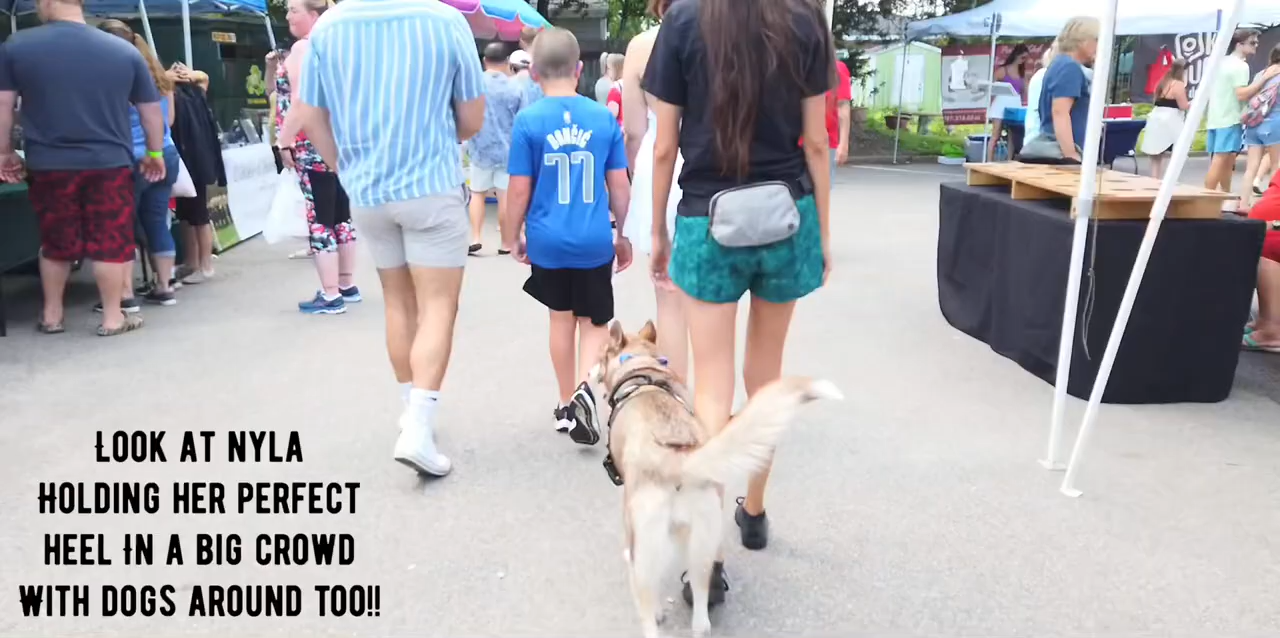 DONČIĆ
77
LOOK AT NYLA
HOLDING HER PERFECT
HEEL IN A BIG CROWD
WITH DOGS AROUND TOO!!